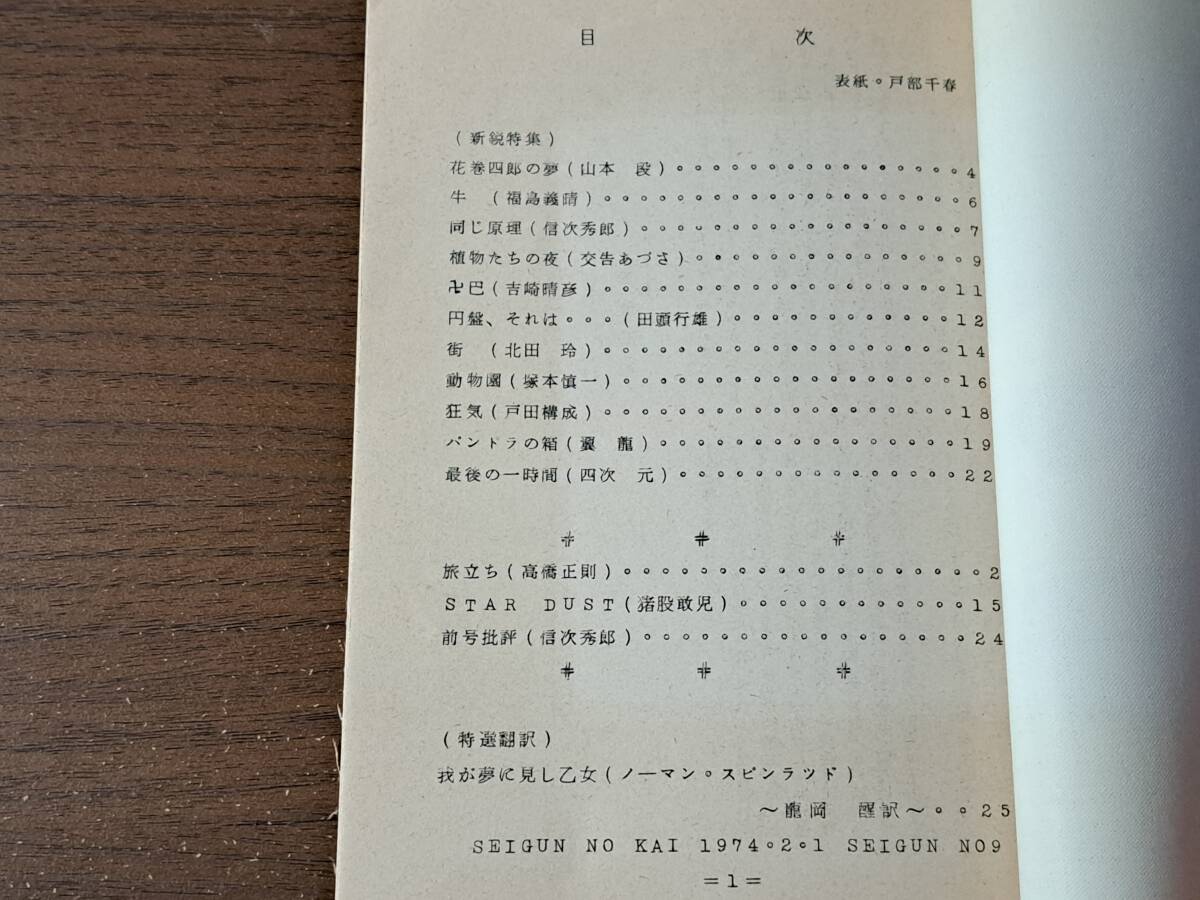 目　次
表紙。戸部千春
(新鋭特集)
花巻四郎の夢(山本　段)。。。。。。。。。。。。。。。。4
牛　(福島義晴)。。。。。。。。。。。。。。。。。。。。6
同じ原理(信次秀郎)。。。。。。。。。。。。。。。。。。7
植物たちの夜(交告あづさ)。。。。。。。。。。。。。。。9
卍巴(吉崎晴彦)。。。。。。。。。。。。。。。。。。。11
円盤、それは。。。(田頭行雄)。。。。。。。。。。。。12
街　(北田　玲)。。。。。。。。。。。。。。。。。。。14
動物園(塚本慎一)。。。。。。。。。。。。。。。。。。16
狂気(戸田構成)。。。。。。。。。。。。。。。。。。。18
パンドラの箱(翼　龍)。。。。。。。。。。。。。。。。19
最後の一時間(四次　元)。。。。。。。。。。。。。。。22
⌗　⌗　⌗
旅立ち(高橋正則)。。。。。。。。。。。。。。。。。。。2
STAR　DUST(猪股敢児)。。。。。。。。。。。。15
前号批評(信次秀郎)。。。。。。。。。。。。。。。。。24
⌗　⌗　⌗
(特選翻訳)
我が夢に見し乙女(ノーマン。スピンラッド)
～龍岡　醒訳～。。25
SEIGUN NO KAI 1974。2。1 SEIGUN NO9
=1=